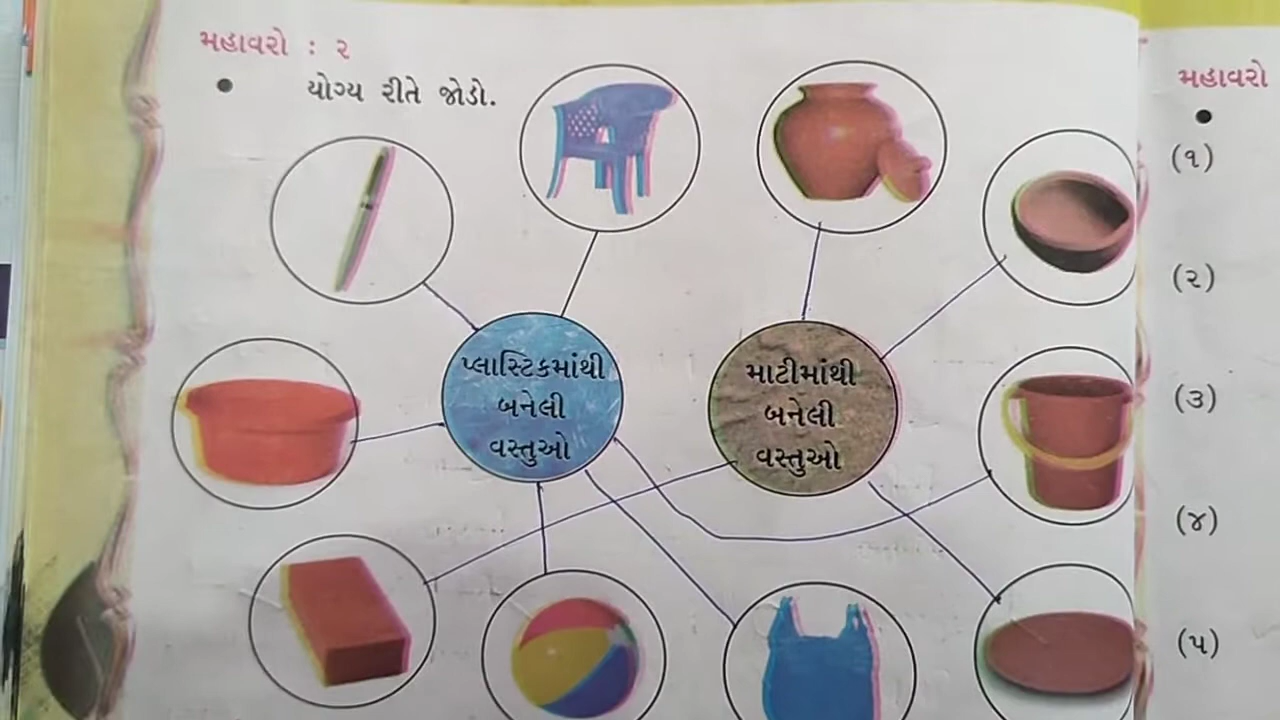 મહાવરો : ૨
યોગ્ય રીતે જોડો.
પ્લાસ્ટિકમાંથી
બનેલી
વસ્તુઓ
માટીમાંથી
બનેલી
વસ્તુઓ
મહાવરો
(૧)
(૨)
(૩)
(૪)
(૫)